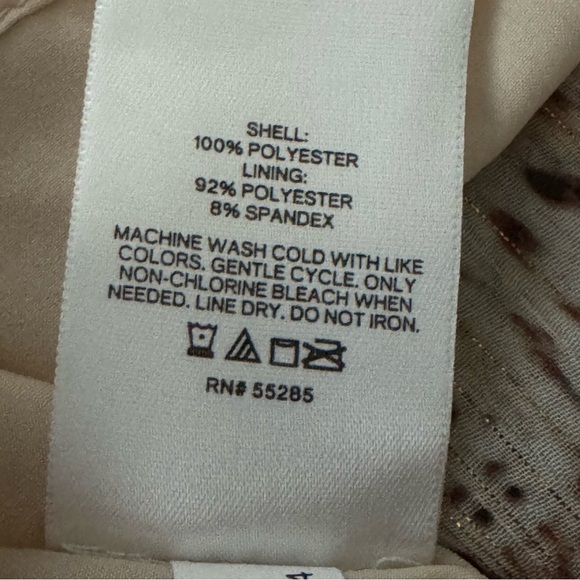 SHELL:
100% POLYESTER
LINING:
92% POLYESTER
8% SPANDEX
MACHINE WASH COLD WITH LIKE
COLORS. GENTLE CYCLE. ONLY
NON-CHLORINE BLEACH WHEN
NEEDED. LINE DRY. DO NOT IRON.
RN# 55285